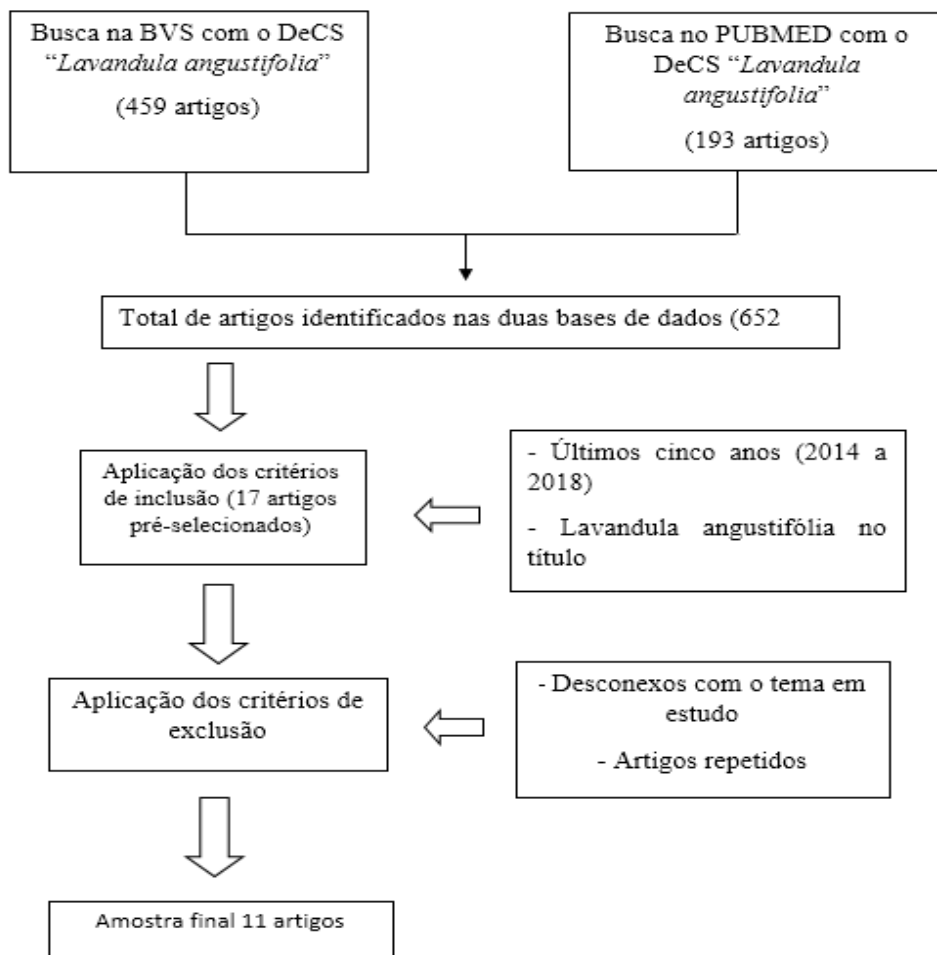 Busca na BVS com o DeCS
“Lavandula angustifolia”
(459 artigos)
Busca no PUBMED com o
DeCS “Lavandula
angustifolia”
(193 artigos)
Total de artigos identificados nas duas bases de dados (652
Aplicação dos critérios
de inclusão (17 artigos
pré-selecionados)
- Últimos cinco anos (2014 a
2018)
- Lavandula angustifólia no
título
Aplicação dos critérios de
exclusão
- Desconexos com o tema em
estudo
- Artigos repetidos
Amostra final 11 artigos